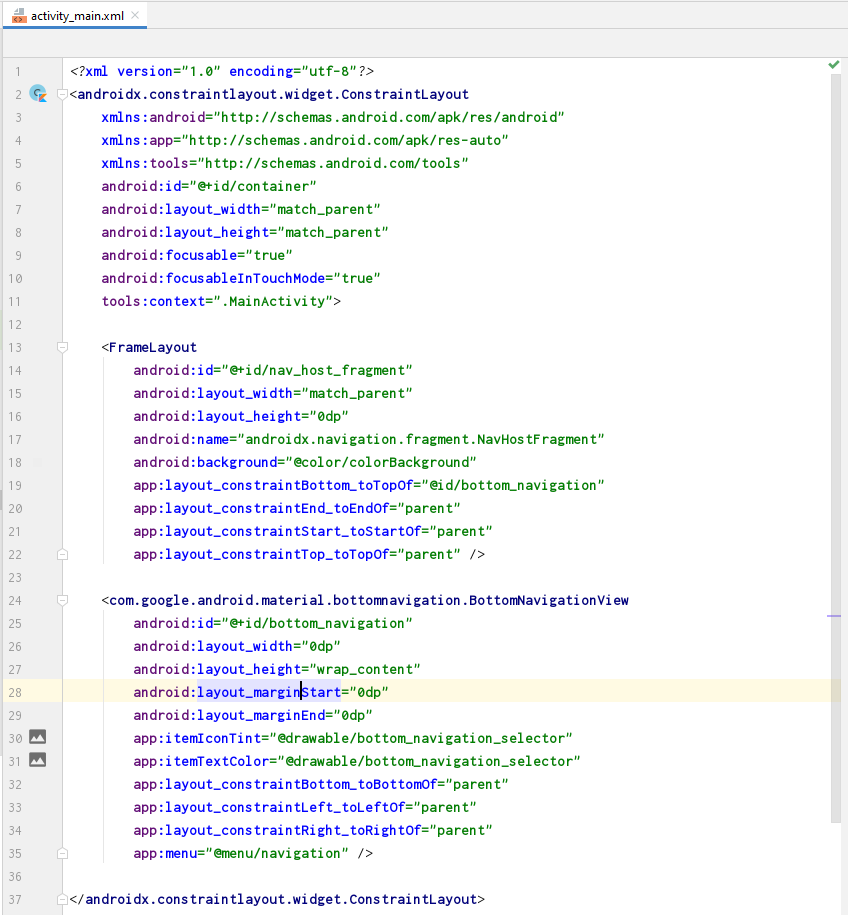 activity_main.xml
1 <?xml version="1.0" encoding="utf-8"?>
2 <androidx.constraintlayout.widget.ConstraintLayout
3 xmlns:android="http://schemas.android.com/apk/res/android"
4 xmlns:app="http://schemas.android.com/apk/res-auto"
5 xmlns:tools="http://schemas.android.com/tools"
6 android:id="@+id/container"
7 android:layout_width="match_parent"
8 android:layout_height="match_parent"
9 android:focusable="true"
10 android:focusableInTouchMode="true"
11 tools:context=".MainActivity">
12
13 <FrameLayout
14 android:id="@+id/nav_host_fragment"
15 android:layout_width="match_parent"
16 android:layout_height="0dp"
17 android:name="androidx.navigation.fragment.NavHostFragment"
18 android:background="@color/colorBackground"
19 app:layout_constraintBottom_toTopOf="@id/bottom_navigation"
20 app:layout_constraintEnd_toEndOf="parent"
21 app:layout_constraintStart_toStartOf="parent"
22 app:layout_constraintTop_toTopOf="parent" />
23
24 <com.google.android.material.bottomnavigation.BottomNavigationView
25 android:id="@+id/bottom_navigation"
26 android:layout_width="0dp"
27 android:layout_height="wrap_content"
28 android:layout_marginStart="0dp"
29 android:layout_marginEnd="0dp"
30 app:itemIconTint="@drawable/bottom_navigation_selector"
31 app:itemTextColor="@drawable/bottom_navigation_selector"
32 app:layout_constraintBottom_toBottomOf="parent"
33 app:layout_constraintLeft_toLeftOf="parent"
34 app:layout_constraintRight_toRightOf="parent"
35 app:menu="@menu/navigation" />
36
37 </androidx.constraintlayout.widget.ConstraintLayout>